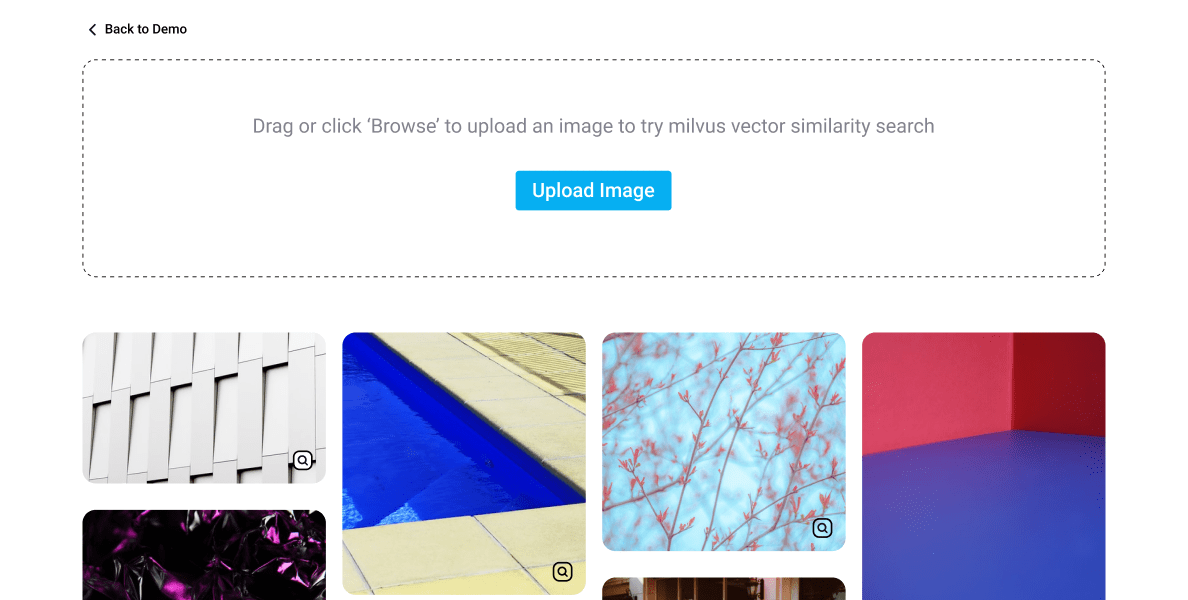 Back to Demo
Drag or click ‘Browse’ to upload an image to try milvus vector similarity search
Upload Image